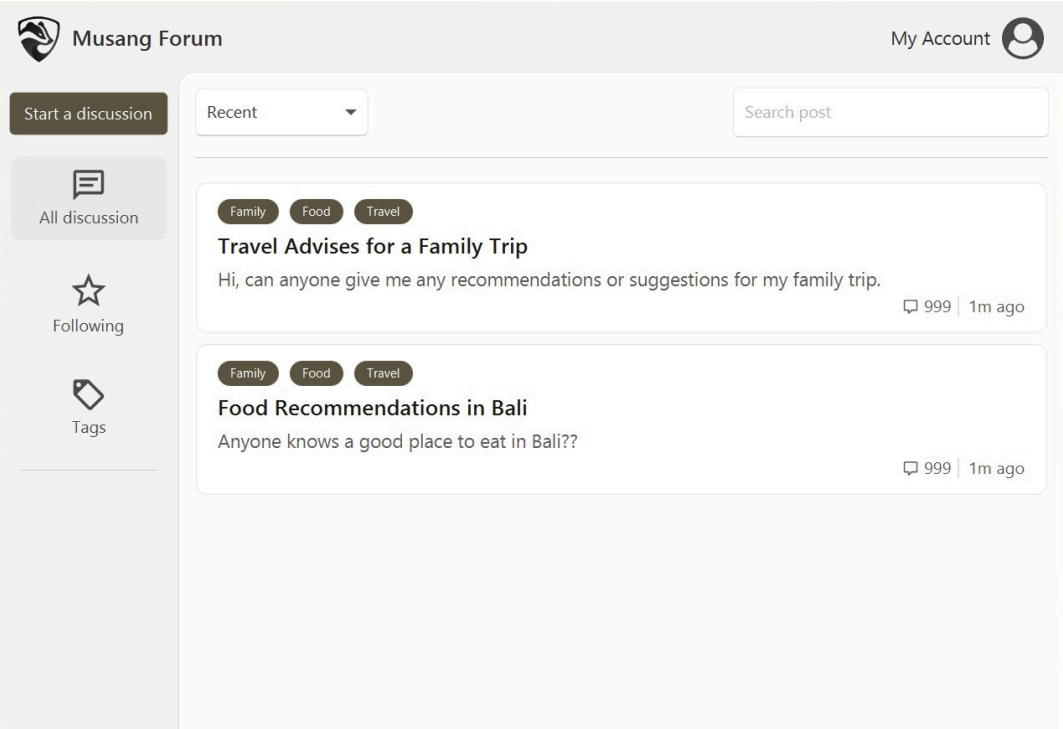 Musang Forum
My Account
Start a discussion
Recent
Search post
All discussion
Following
Tags
Family Food Travel
Travel Advises for a Family Trip
Hi, can anyone give me any recommendations or suggestions for my family trip.
999 1m ago
Family Food Travel
Food Recommendations in Bali
Anyone knows a good place to eat in Bali??
999 1m ago